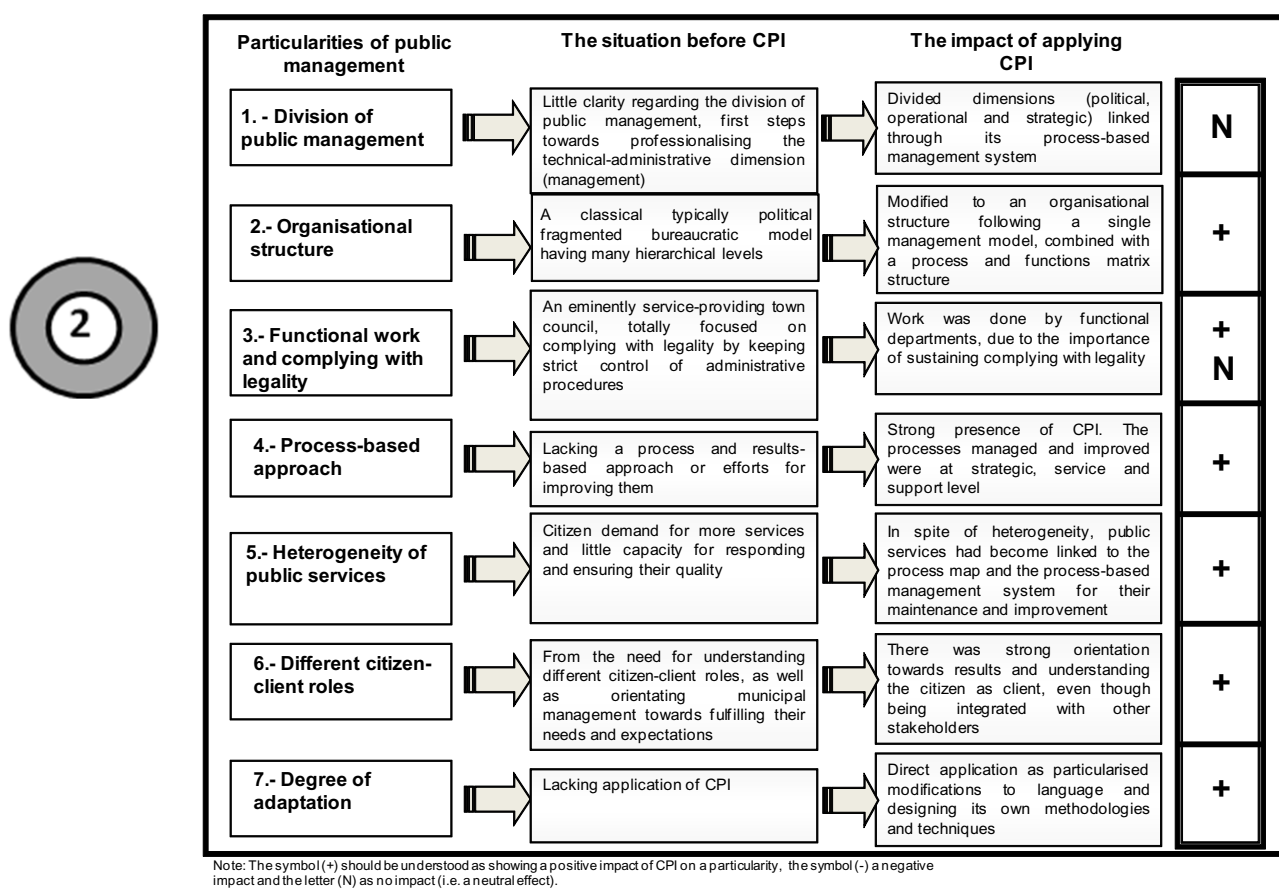 Particularities of public
management
The situation before CPI
The impact of applying
CPI
1. - Division of
public management
Little clarity regarding the division of
public management, first steps
towards professionalising the
technical-administrative dimension
(management)
Divided dimensions (political,
operational and strategic) linked
through its process-based
management system
N
2.- Organisational
structure
A classical typically political
fragmented bureaucratic model
having many hierarchical levels
Modified to an organisational
structure following a single
management model, combined with
a process and functions matrix
structure
+
2
3.- Functional work
and complying with
legality
An eminently service-providing town
council, totally focused on
complying with legality by keeping
strict control of administrative
procedures
Work was done by functional
departments, due to the importance
of sustaining complying with legality
+
N
4.- Process-based
approach
Lacking a process and results-
based approach or efforts for
improving them
Strong presence of CPI. The
processes managed and improved
were at strategic, service and
support level
+
5.- Heterogeneity of
public services
Citizen demand for more services
and little capacity for responding
and ensuring their quality
In spite of heterogeneity, public
services had become linked to the
process map and the process-based
management system for their
maintenance and improvement
+
6.- Different citizen-
client roles
From the need for understanding
different citizen-client roles, as well
as orientating municipal
management towards fulfilling their
needs and expectations
There was strong orientation
towards results and understanding
the citizen as client, even though
being integrated with other
stakeholders
+
7.- Degree of
adaptation
Lacking application of CPI
Direct application as particularised
modifications to language and
designing its own methodologies
and techniques
+
Note: The symbol (+) should be understood as showing a positive impact of CPI on a particularity, the symbol (-) a negative
impact and the letter (N) as no impact (i.e. a neutral effect).